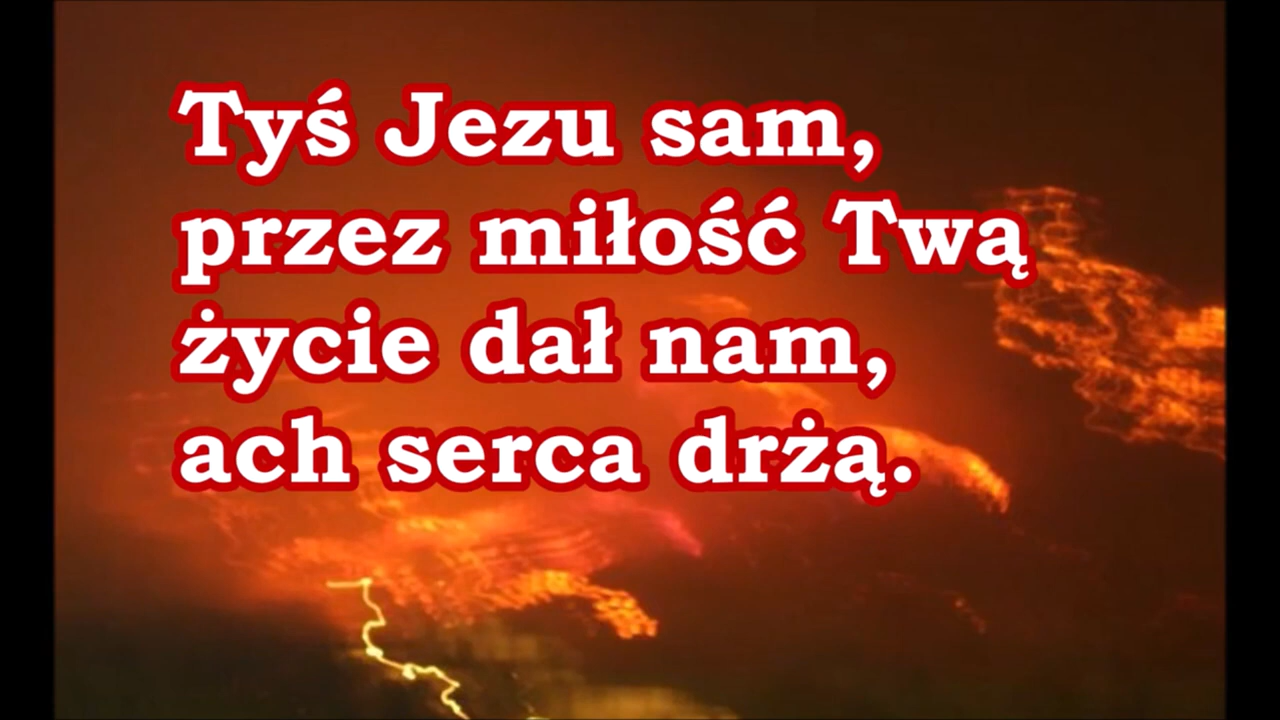 Tyś Jezu sam,
przez miłość Twą
życie dał nam,
ach serca drżą.